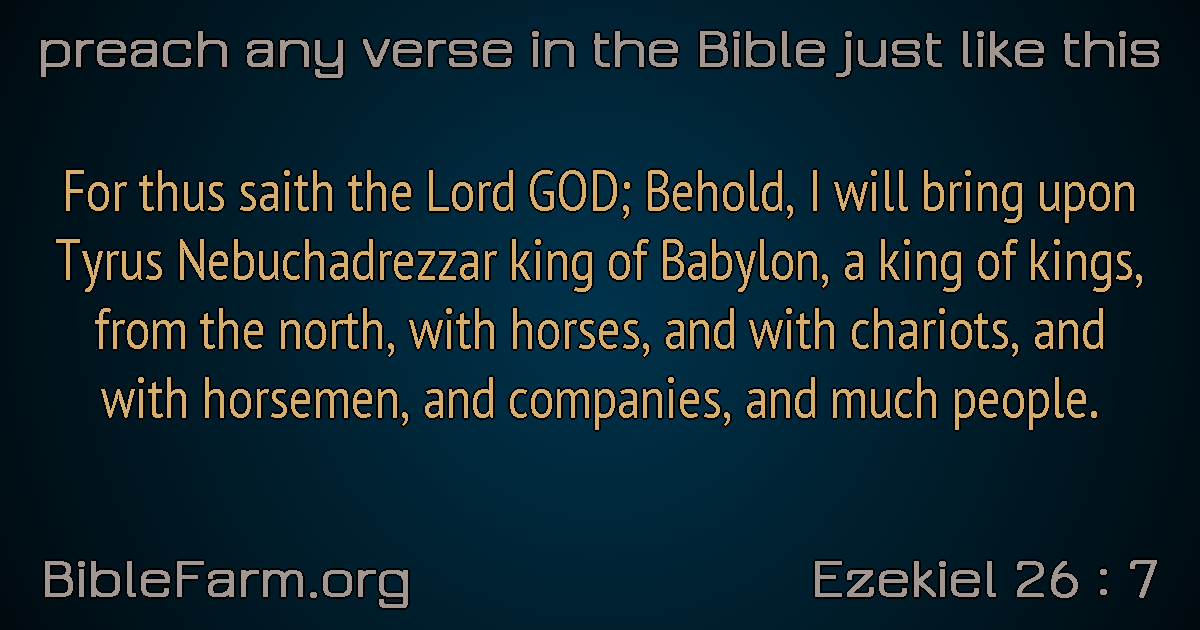 preach any verse in the Bible just like this
For thus saith the Lord GOD; Behold, I will bring upon
Tyrus Nebuchadrezzar king of Babylon, a king of kings,
from the north, with horses, and with chariots, and
with horsemen, and companies, and much people.
BibleFarm.org
Ezekiel 26 : 7